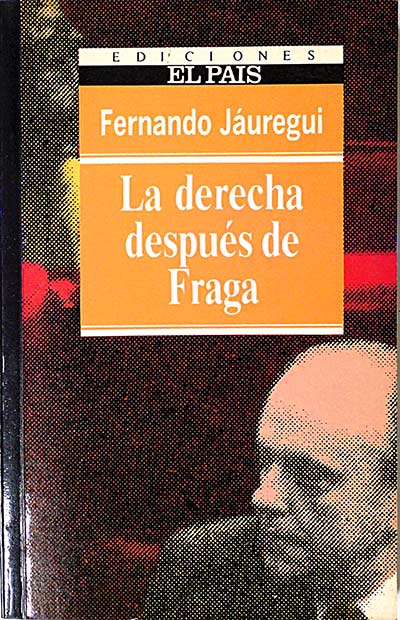 EDICIONES
EL PAIS
Fernando Jáuregui
La derecha
después de
Fraga